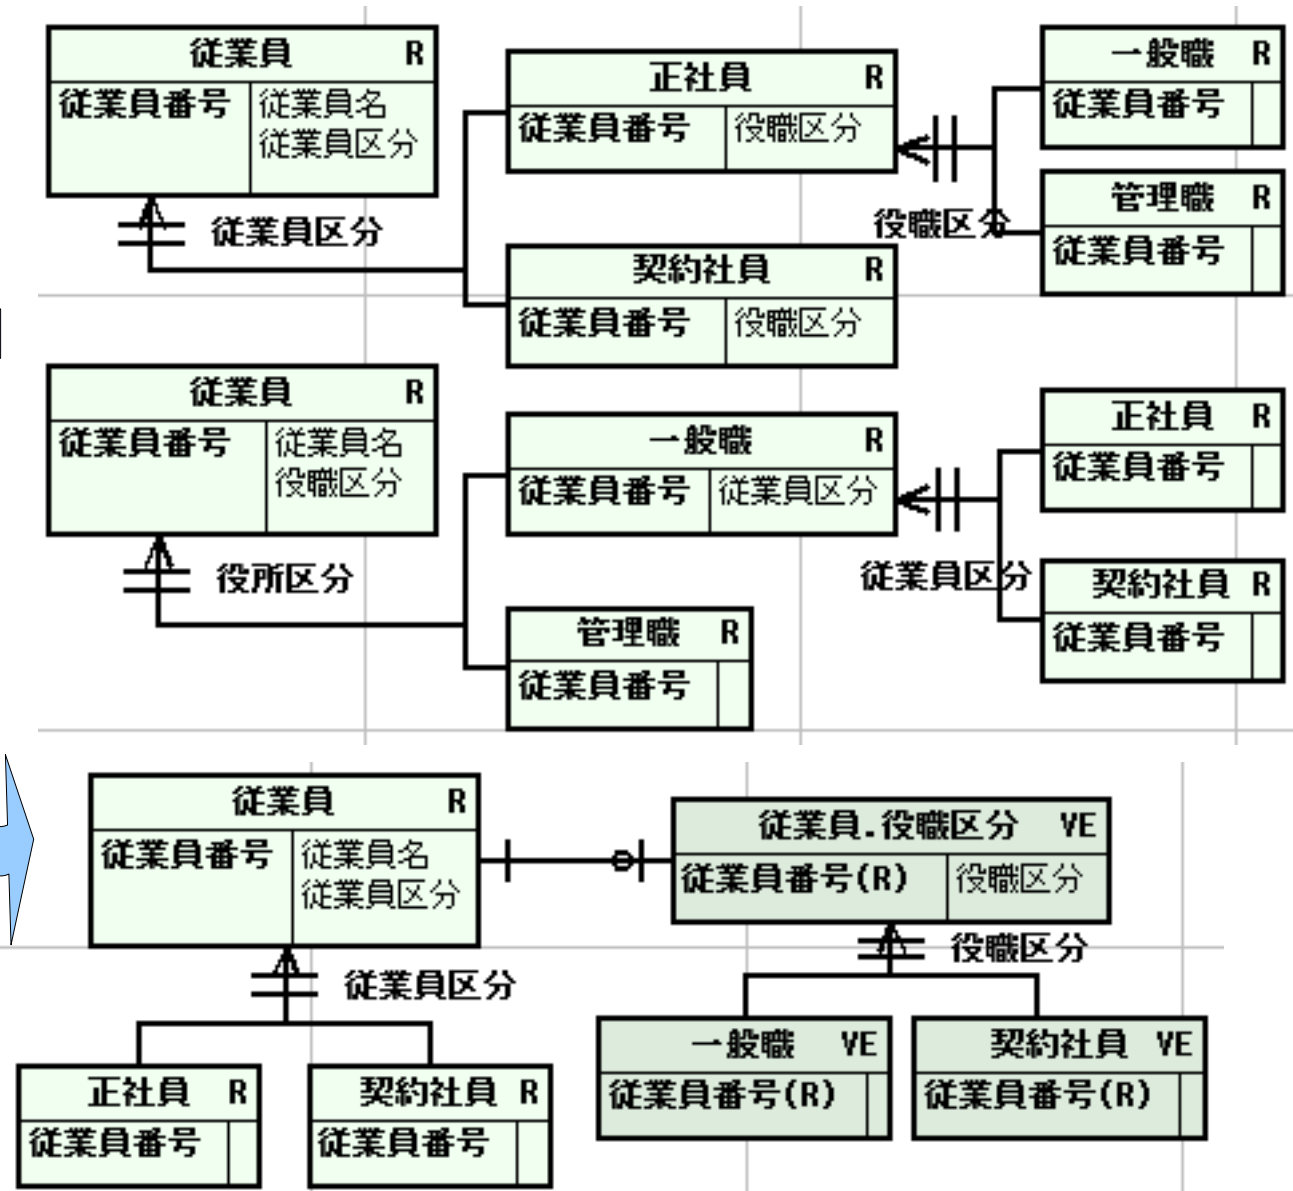 従業員 R
従業員番号 従業員名
従業員区分
従業員区分
正社員 R
従業員番号 役職区分
契約社員 R
従業員番号 役職区分
役職区分
一般職 R
従業員番号
管理職 R
従業員番号
従業員 R
従業員番号 従業員名
役職区分
役所区分
一般職 R
従業員番号 従業員区分
管理職 R
従業員番号
従業員区分
正社員 R
従業員番号
契約社員 R
従業員番号
従業員 R
従業員番号 従業員名
従業員区分
従業員区分
正社員 R
従業員番号
契約社員 R
従業員番号
従業員.役職区分 VE
従業員番号(R) 役職区分
役職区分
一般職 VE
従業員番号(R)
契約社員 VE
従業員番号(R)